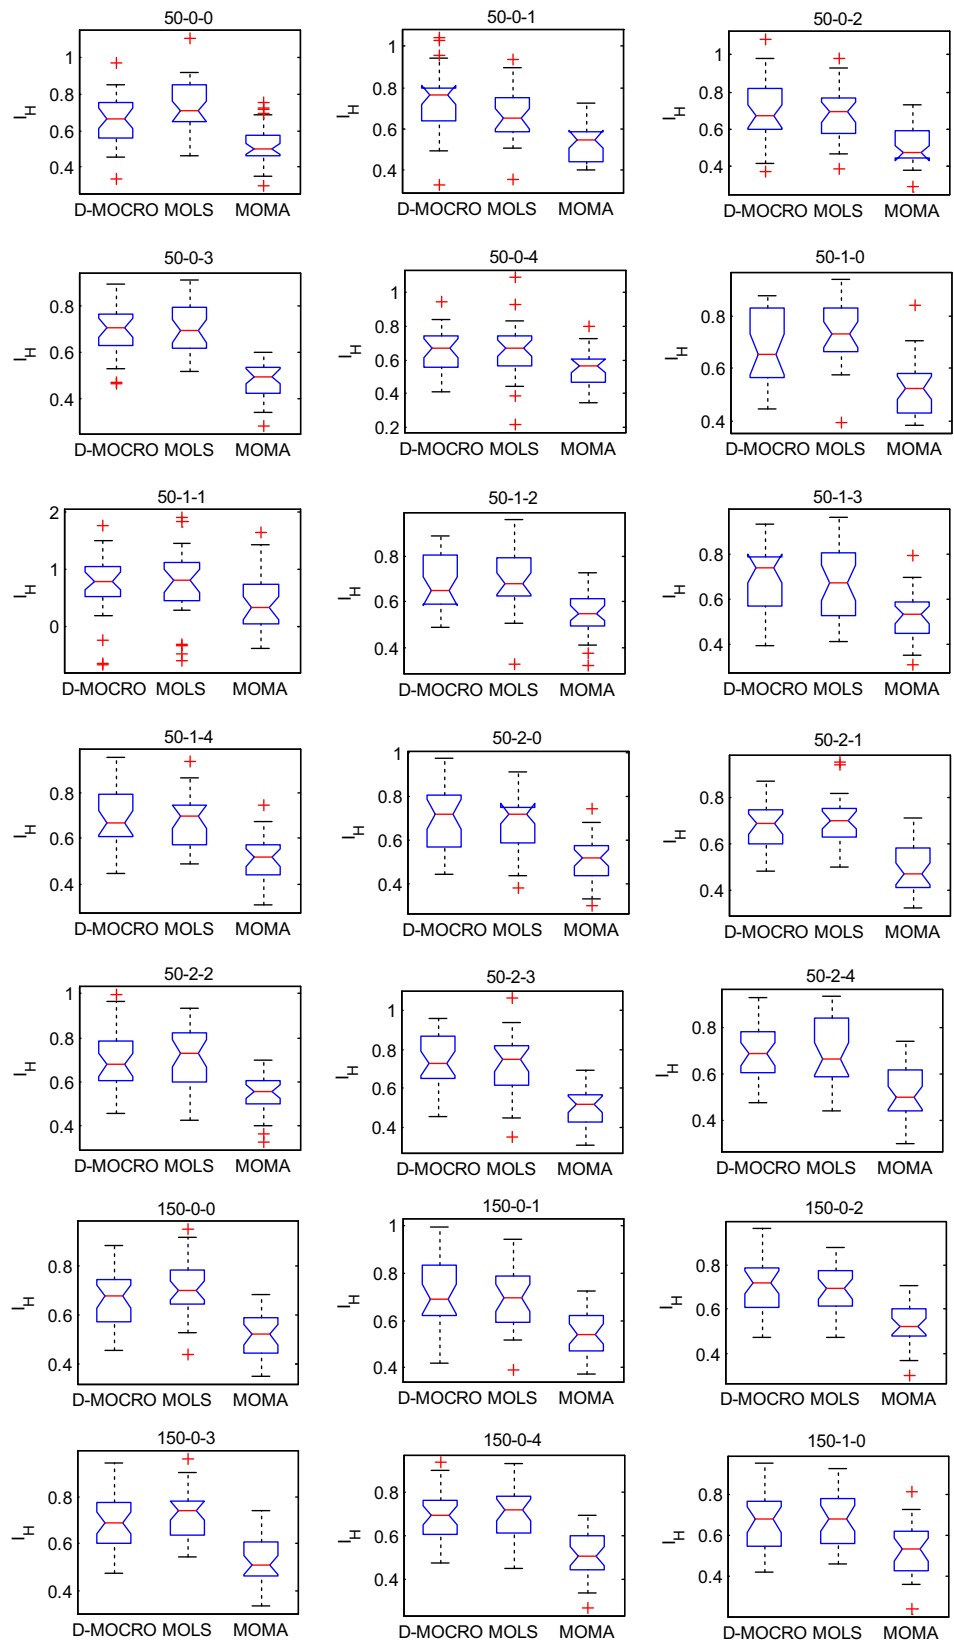 50-0-0
1
0.8
0.6
0.4
I_H
D-MOCRO MOLS MOMA
50-0-1
1
0.8
0.6
0.4
I_H
D-MOCRO MOLS MOMA
50-0-2
1
0.8
0.6
0.4
I_H
D-MOCRO MOLS MOMA
50-0-3
0.8
0.6
0.4
I_H
D-MOCRO MOLS MOMA
50-0-4
1
0.8
0.6
0.4
0.2
I_H
D-MOCRO MOLS MOMA
50-1-0
0.8
0.6
0.4
I_H
D-MOCRO MOLS MOMA
50-1-1
2
1
0
I_H
D-MOCRO MOLS MOMA
50-1-2
0.8
0.6
0.4
I_H
D-MOCRO MOLS MOMA
50-1-3
0.8
0.6
0.4
I_H
D-MOCRO MOLS MOMA
50-1-4
0.8
0.6
0.4
I_H
D-MOCRO MOLS MOMA
50-2-0
1
0.8
0.6
0.4
I_H
D-MOCRO MOLS MOMA
50-2-1
0.8
0.6
0.4
I_H
D-MOCRO MOLS MOMA
50-2-2
1
0.8
0.6
0.4
I_H
D-MOCRO MOLS MOMA
50-2-3
1
0.8
0.6
0.4
I_H
D-MOCRO MOLS MOMA
50-2-4
0.8
0.6
0.4
I_H
D-MOCRO MOLS MOMA
150-0-0
0.8
0.6
0.4
I_H
D-MOCRO MOLS MOMA
150-0-1
1
0.8
0.6
0.4
I_H
D-MOCRO MOLS MOMA
150-0-2
0.8
0.6
0.4
I_H
D-MOCRO MOLS MOMA
150-0-3
0.8
0.6
0.4
I_H
D-MOCRO MOLS MOMA
150-0-4
0.8
0.6
0.4
I_H
D-MOCRO MOLS MOMA
150-1-0
0.8
0.6
0.4
I_H
D-MOCRO MOLS MOMA